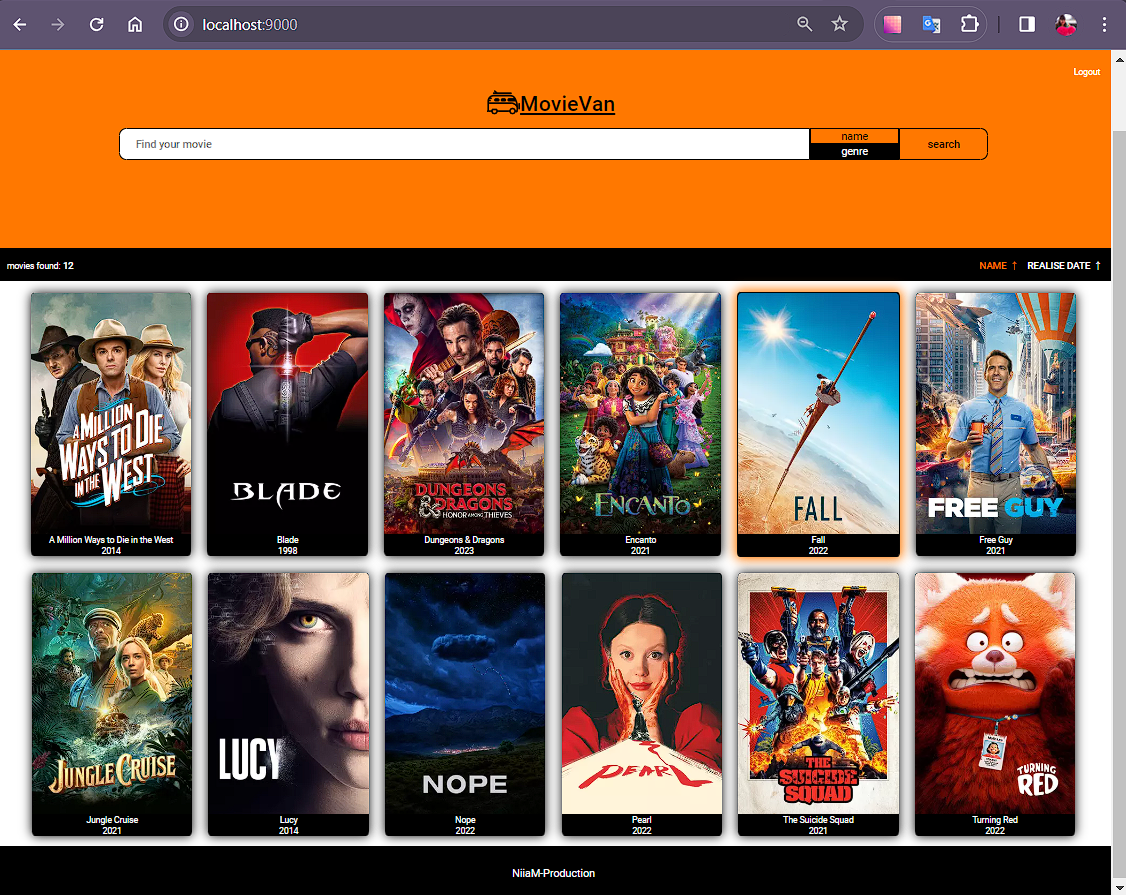 localhost:9000
Logout
MovieVan
Find your movie
name
genre
search
movies found: 12
NAME ↑ REALISE DATE ↑
A MILLION
WAYS TO DIE
IN THE
WEST
BLADE
DUNGEONS
& DRAGONS
HONOR AMONG THIEVES
ENCANTO
FALL
FREE GUY
A Million Ways to Die in the West
2014
Blade
1998
Dungeons & Dragons
2023
Encanto
2021
Fall
2022
Free Guy
2021
JUNGLE CRUISE
LUCY
NOPE
PEARL
THE
SUICIDE
SQUAD
TURNING
RED
Jungle Cruise
2021
Lucy
2014
Nope
2022
Pearl
2022
The Suicide Squad
2021
Turning Red
2022
NiiaM-Production